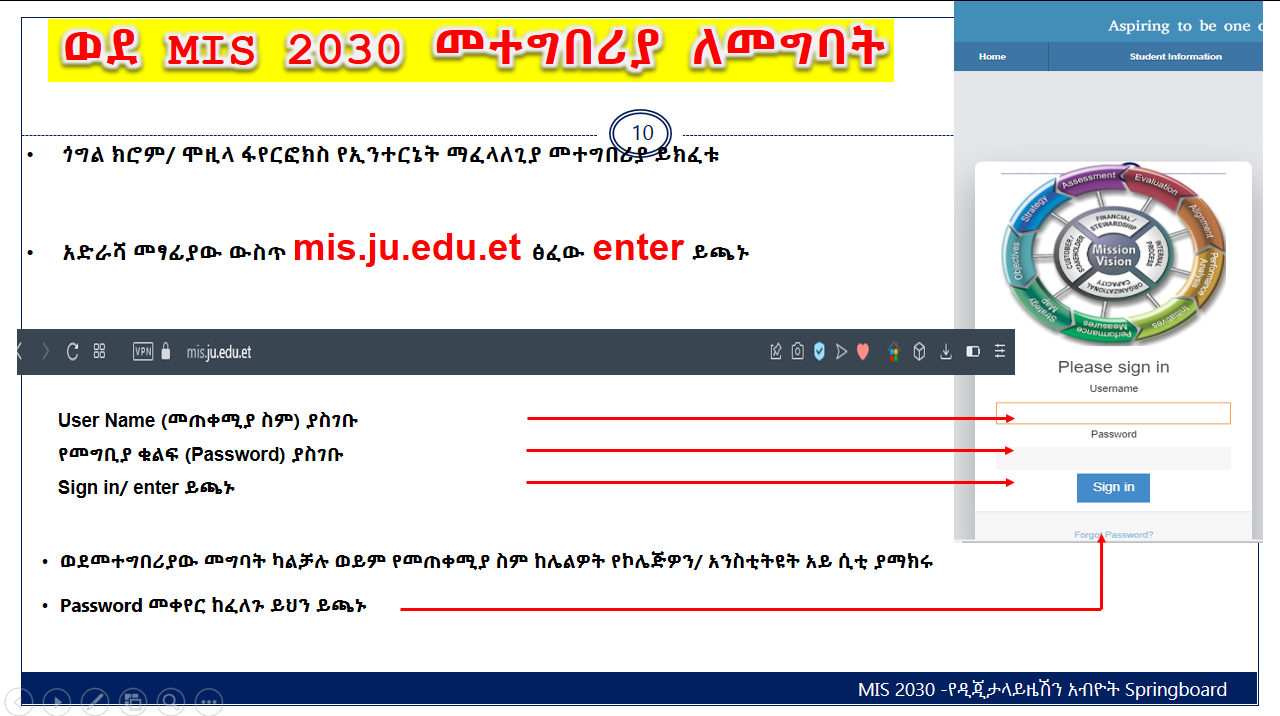 ወደ MIS 2030 መተግበሪያ ለመግባት
Aspiring to be one
Home
Student Information
10
• ጎግል ክሮም/ ሞዚላ ፋየርፎክስ የኢንተርኔት ማፈላለጊያ መተግበሪያ ይክፈቱ
• አድራሻ መፃፊያው ውስጥ mis.ju.edu.et ፅፈው enter ይጫኑ
Assessment
Evaluation
Alignment
Performance Analysis
Initiatives
Performance Measures
Strategy Map
Objectives
Strategy
FINANCIAL / STEWARDSHIP
INTERNAL PROCESS
ORGANIZATIONAL CAPACITY
CUSTOMER / STAKEHOLDER
Mission
Vision
VPN mis.ju.edu.et
Please sign in
Username
Password
Sign in
Forgot Password?
User Name (መጠቀሚያ ስም) ያስገቡ
የመግቢያ ቁልፍ (Password) ያስገቡ
Sign in/ enter ይጫኑ
• ወደመተግበሪያው መግባት ካልቻሉ ወይም የመጠቀሚያ ስም ከሌልዎት የኮሌጅዎን/ አንስቲትዩት አይ ሲቲ ያማክሩ
• Password መቀየር ከፈለጉ ይህን ይጫኑ
MIS 2030 -የዲጂታላይዜሽን አብዮት Springboard